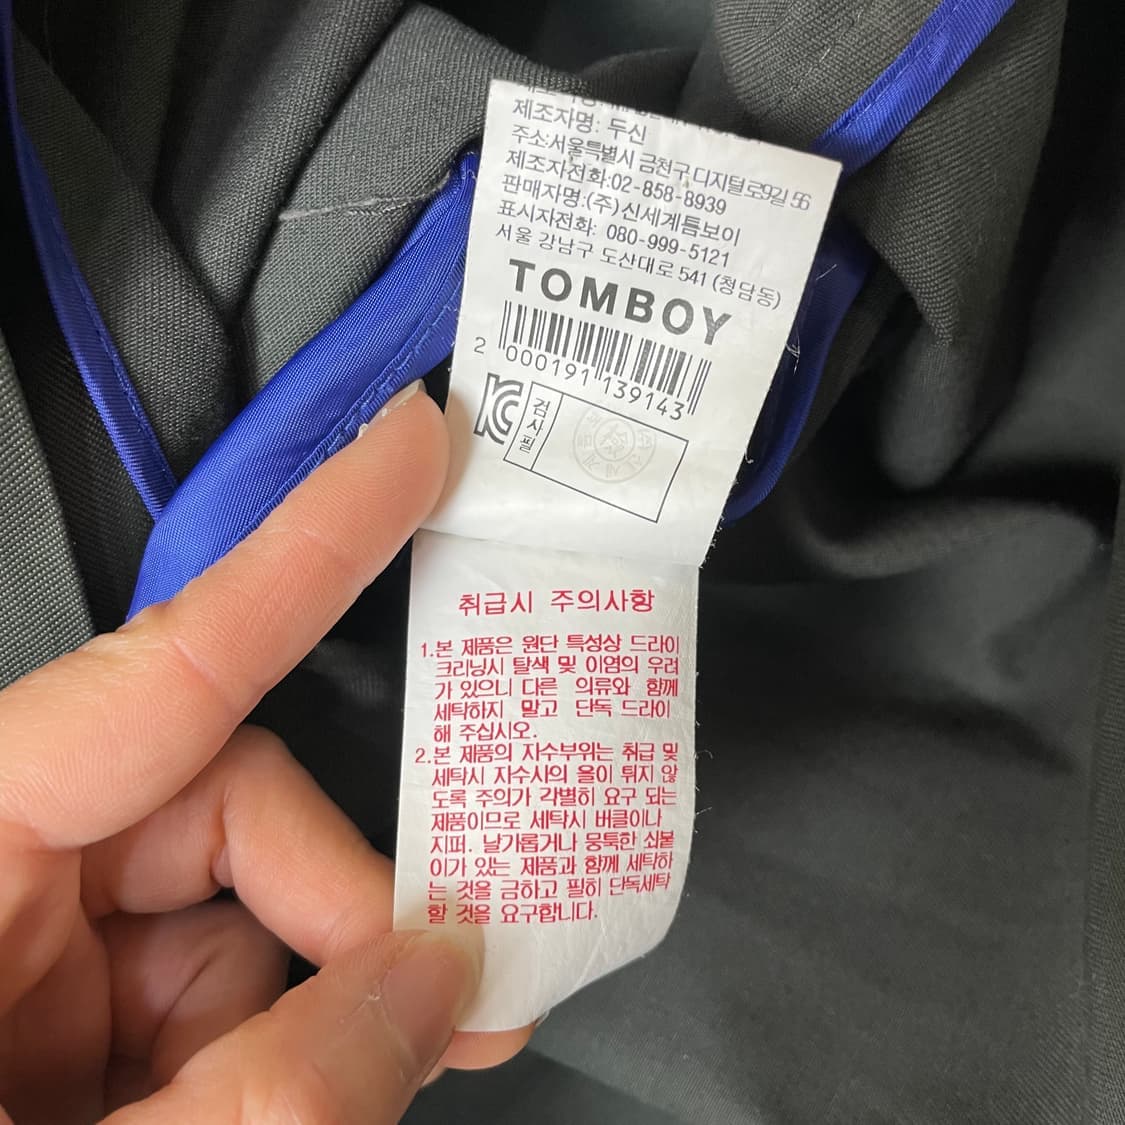 제조자명: 두신
주소:서울특별시 금천구 디지털로9길 56
제조자전화:02-858-8939
판매자명:(주)신세계톰보이
표시자전화: 080-999-5121
서울 강남구 도산대로 541 (청담동)
TOMBOY
2 000191 139143
검사필
취급시 주의사항
1.본 제품은 원단 특성상 드라이
크리닝시 탈색 및 이염의 우려
가 있으니 다른 의류와 함께
세탁하지 말고 단독 드라이
해 주십시오.
2.본 제품의 자수부위는 취급 및
세탁시 자수사의 올이 튀지 않
도록 주의가 각별히 요구 되는
제품이므로 세탁시 버클이나
지퍼. 날카롭거나 뭉툭한 쇠붙
이가 있는 제품과 함께 세탁하
는 것을 금하고 필히 단독세탁
할 것을 요구합니다.